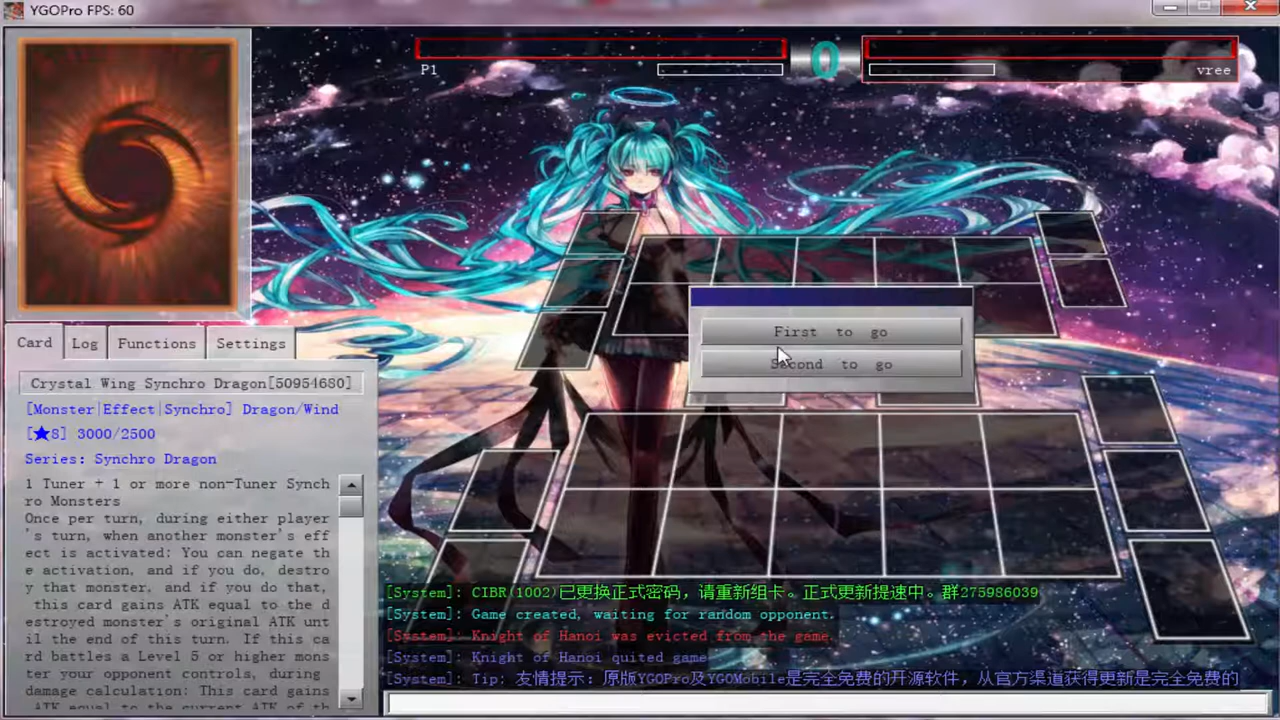 YGOPro FPS: 60
P1
0
vree
First to go
Second to go
Card
Log
Functions
Settings
Crystal Wing Synchro Dragon[50954680]
[Monster|Effect|Synchro] Dragon/Wind
[★8] 3000/2500
Series: Synchro Dragon
1 Tuner + 1 or more non-Tuner Synch
ro Monsters
Once per turn, during either player
's turn, when another monster's eff
ect is activated: You can negate th
e activation, and if you do, destro
y that monster, and if you do that,
this card gains ATK equal to the d
estroyed monster's original ATK unt
il the end of this turn. If this ca
rd battles a Level 5 or higher mons
ter your opponent controls, during
damage calculation: This card gains
ATK equal to the current ATK of th
[System]: CIBR(1002)已更换正式密码，请重新组卡。正式更新提速中。群275986039
[System]: Game created, waiting for random opponent.
[System]: Knight of Hanoi was evicted from the game.
[System]: Knight of Hanoi quited game
[System]: Tip: 友情提示：原版YGOPro及YGOMobile是完全免费的开源软件，从官方渠道获得更新是完全免费的